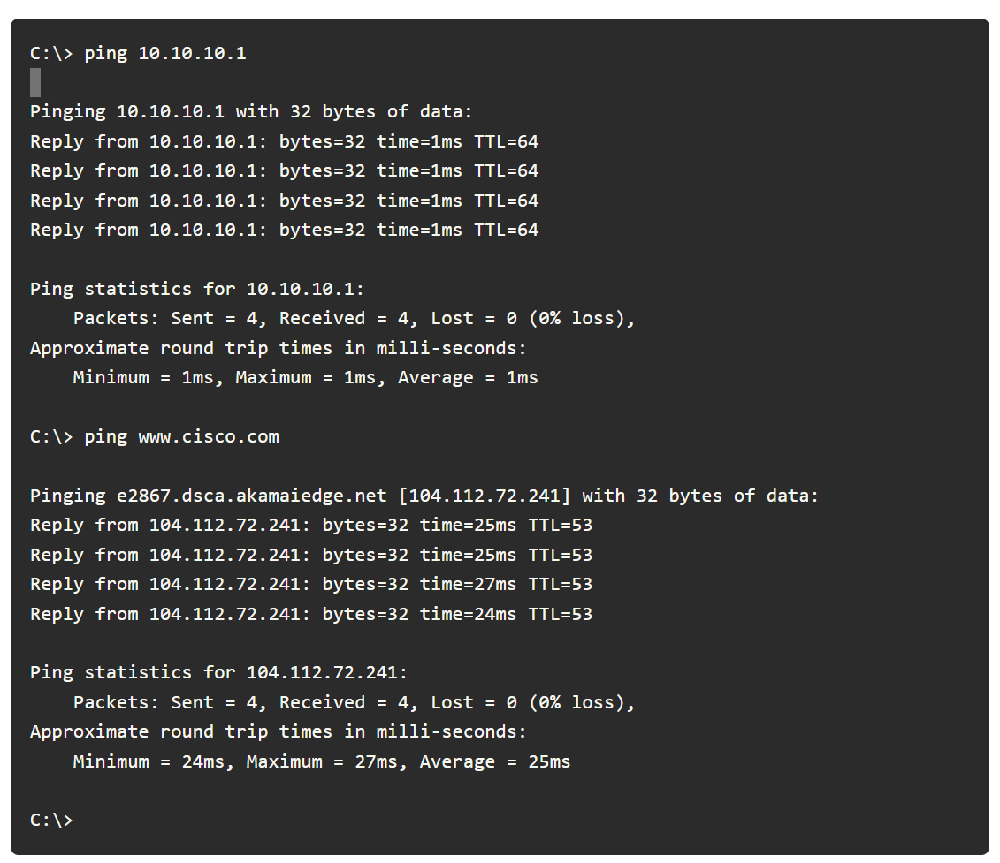 C:\> ping 10.10.10.1
Pinging 10.10.10.1 with 32 bytes of data:
Reply from 10.10.10.1: bytes=32 time=1ms TTL=64
Reply from 10.10.10.1: bytes=32 time=1ms TTL=64
Reply from 10.10.10.1: bytes=32 time=1ms TTL=64
Reply from 10.10.10.1: bytes=32 time=1ms TTL=64
Ping statistics for 10.10.10.1:
    Packets: Sent = 4, Received = 4, Lost = 0 (0% loss),
Approximate round trip times in milli-seconds:
    Minimum = 1ms, Maximum = 1ms, Average = 1ms
C:\> ping www.cisco.com
Pinging e2867.dsca.akamaiedge.net [104.112.72.241] with 32 bytes of data:
Reply from 104.112.72.241: bytes=32 time=25ms TTL=53
Reply from 104.112.72.241: bytes=32 time=25ms TTL=53
Reply from 104.112.72.241: bytes=32 time=27ms TTL=53
Reply from 104.112.72.241: bytes=32 time=24ms TTL=53
Ping statistics for 104.112.72.241:
    Packets: Sent = 4, Received = 4, Lost = 0 (0% loss),
Approximate round trip times in milli-seconds:
    Minimum = 24ms, Maximum = 27ms, Average = 25ms
C:\>